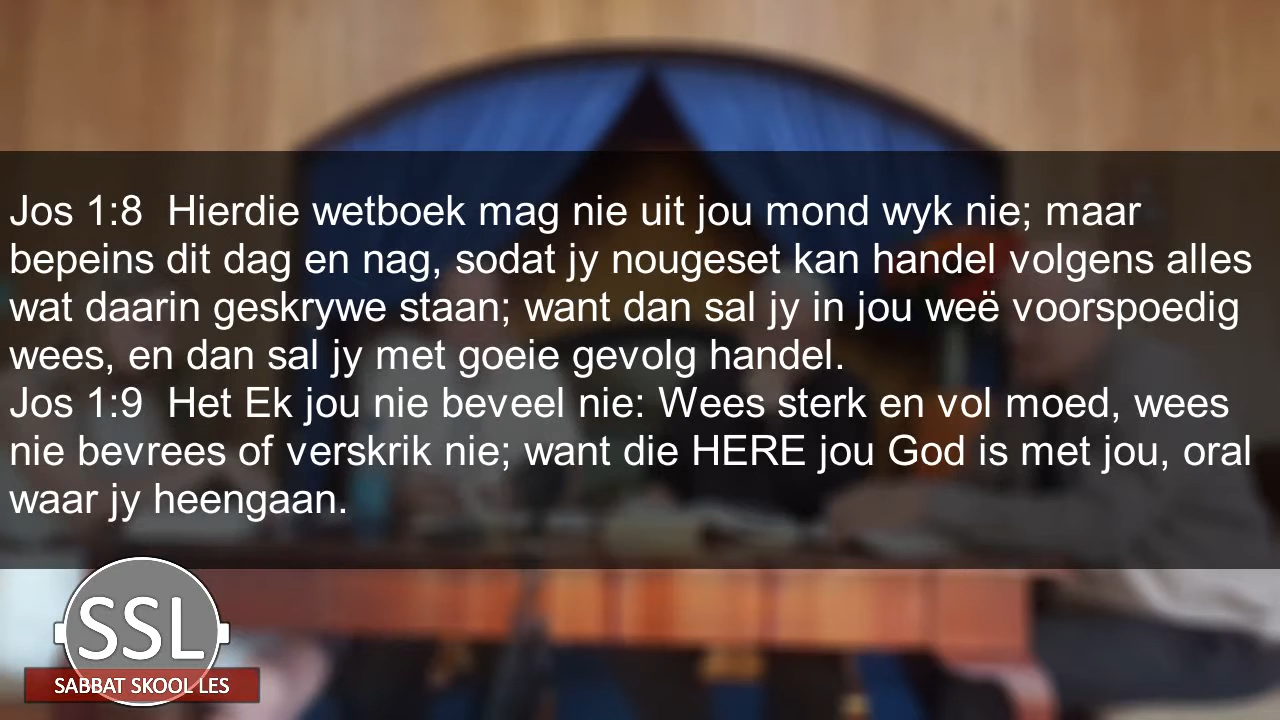 Jos 1:8  Hierdie wetboek mag nie uit jou mond wyk nie; maar
bepeins dit dag en nag, sodat jy nougeset kan handel volgens alles
wat daarin geskrywe staan; want dan sal jy in jou weë voorspoedig
wees, en dan sal jy met goeie gevolg handel.
Jos 1:9  Het Ek jou nie beveel nie: Wees sterk en vol moed, wees
nie bevrees of verskrik nie; want die HERE jou God is met jou, oral
waar jy heengaan.
SSL
SABBAT SKOOL LES